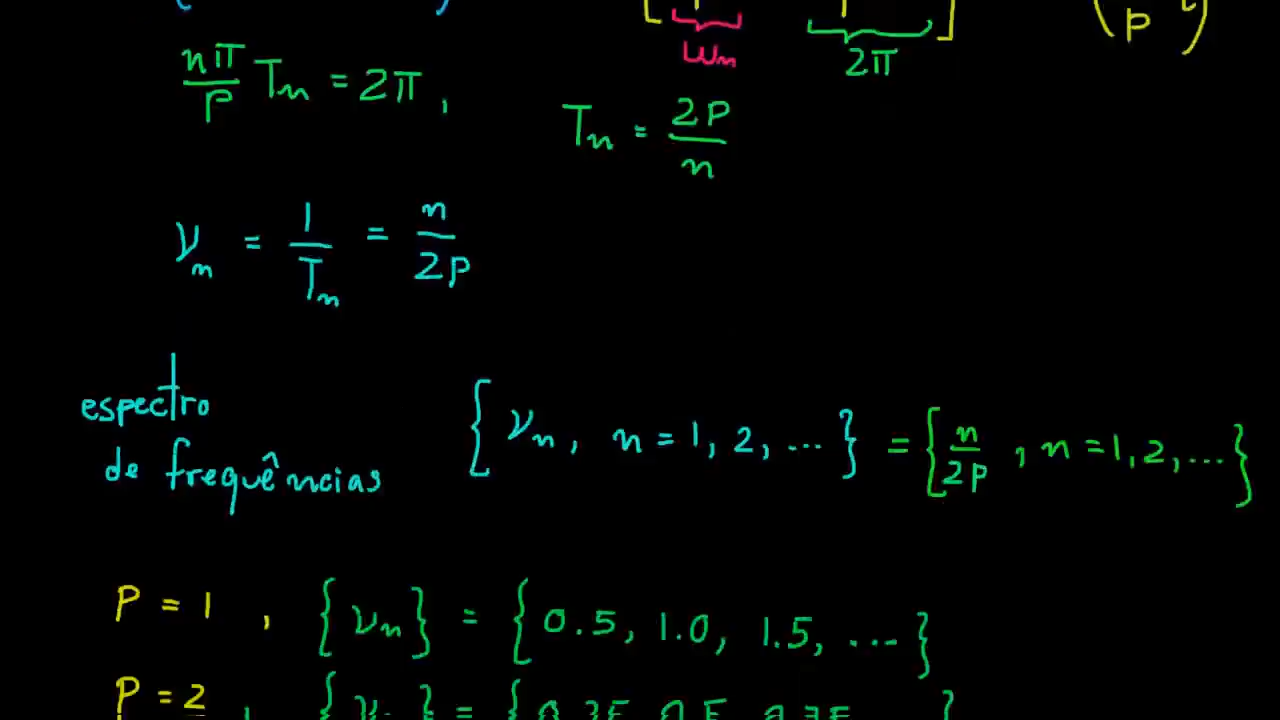 [ ωn 2π ] (P t)
nπ/P Tn = 2π , Tn = 2P/n
νn = 1/Tn = n/2P
espectro
de frequências { νn, n = 1, 2, ... } = { n/2P , n = 1, 2, ... }
P = 1 , { νn } = { 0.5, 1.0, 1.5, ... }
P = 2 ,